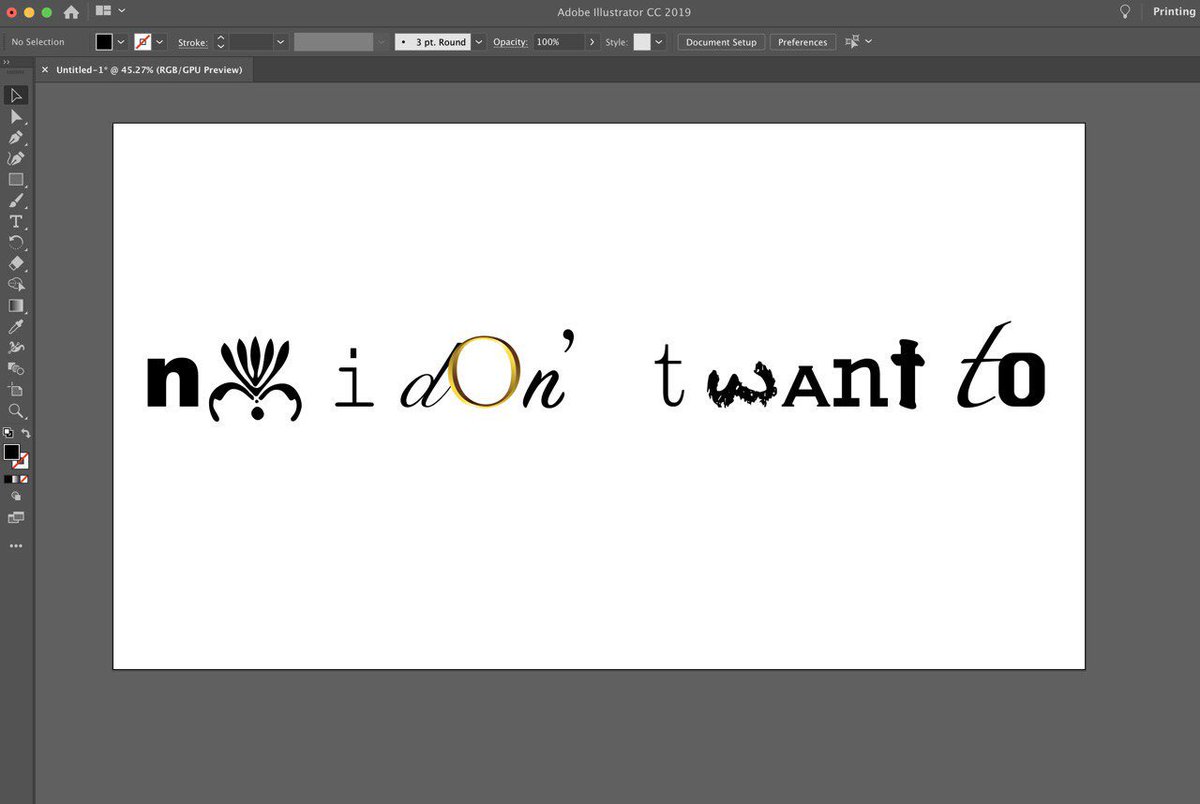 Adobe Illustrator CC 2019
Printing
No Selection
Stroke:
3 pt. Round
Opacity: 100%
Style:
Document Setup
Preferences
× Untitled-1* @ 45.27% (RGB/GPU Preview)
n i dOn’ t wAnt to